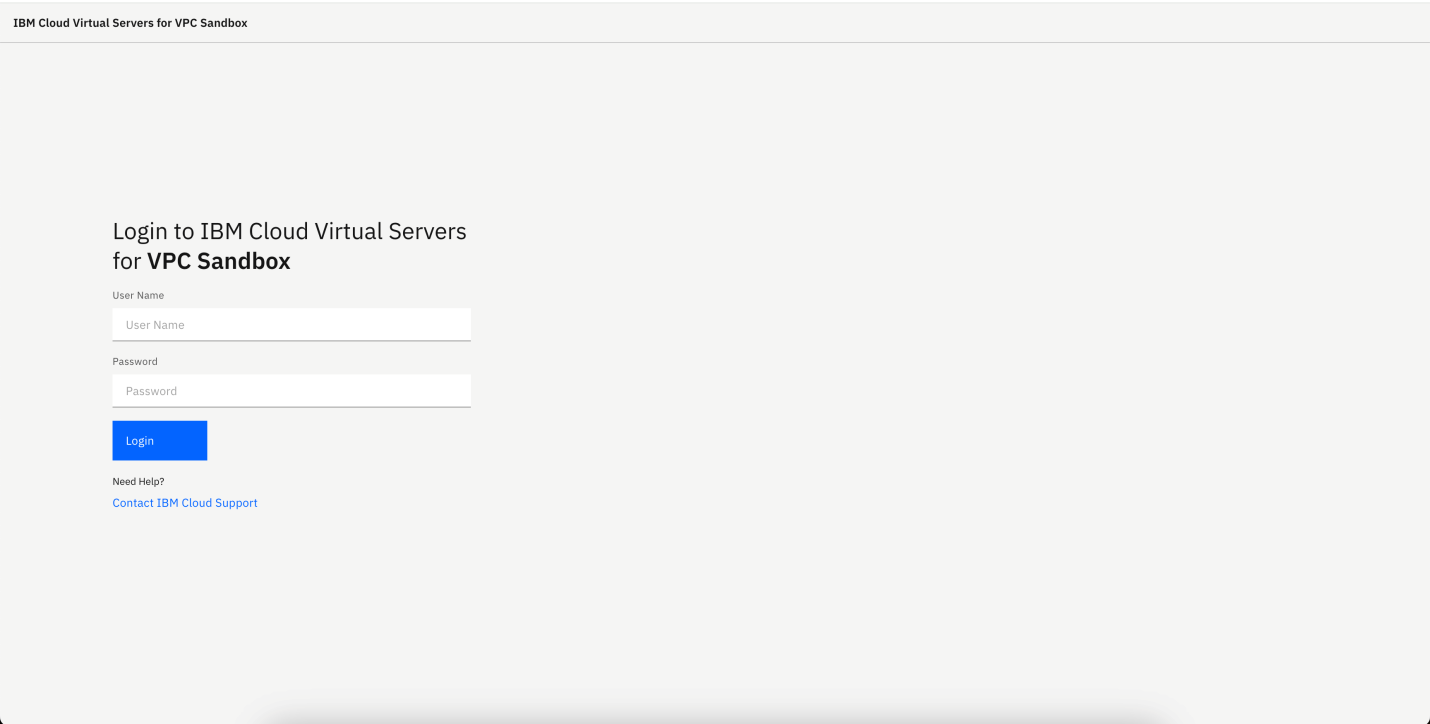 IBM Cloud Virtual Servers for VPC Sandbox
Login to IBM Cloud Virtual Servers
for VPC Sandbox
User Name
User Name
Password
Password
Login
Need Help?
Contact IBM Cloud Support